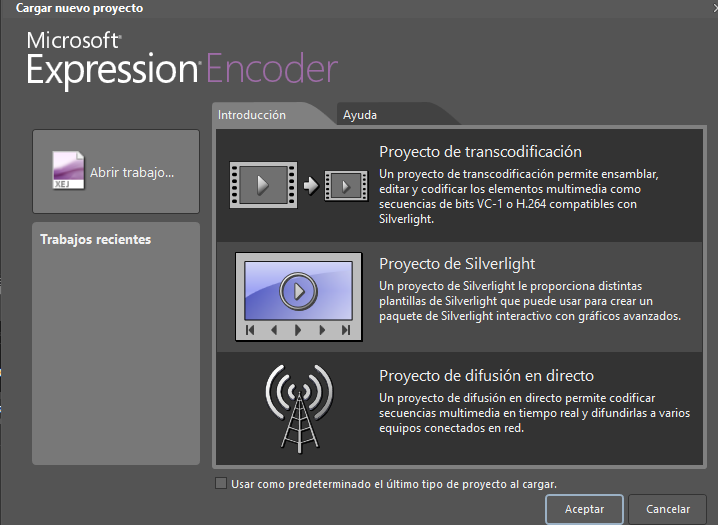 Cargar nuevo proyecto
Microsoft®
Expression® Encoder
Introducción
Ayuda
XEJ
Abrir trabajo...
Trabajos recientes
Proyecto de transcodificación
Un proyecto de transcodificación permite ensamblar,
editar y codificar los elementos multimedia como
secuencias de bits VC-1 o H.264 compatibles con
Silverlight.
Proyecto de Silverlight
Un proyecto de Silverlight le proporciona distintas
plantillas de Silverlight que puede usar para crear un
paquete de Silverlight interactivo con gráficos avanzados.
Proyecto de difusión en directo
Un proyecto de difusión en directo permite codificar
secuencias multimedia en tiempo real y difundirlas a varios
equipos conectados en red.
Usar como predeterminado el último tipo de proyecto al cargar.
Aceptar
Cancelar